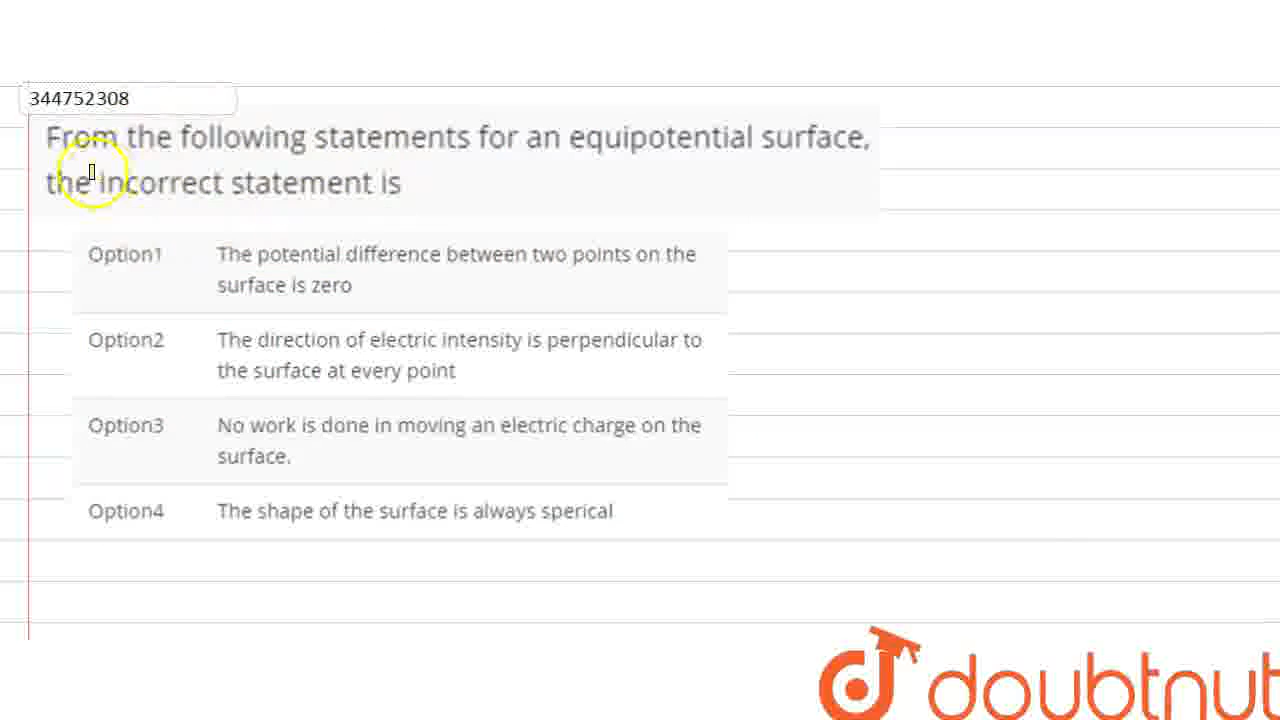 344752308
From the following statements for an equipotential surface,
the incorrect statement is
Option1 The potential difference between two points on the
surface is zero
Option2 The direction of electric intensity is perpendicular to
the surface at every point
Option3 No work is done in moving an electric charge on the
surface.
Option4 The shape of the surface is always sperical
doubtnut